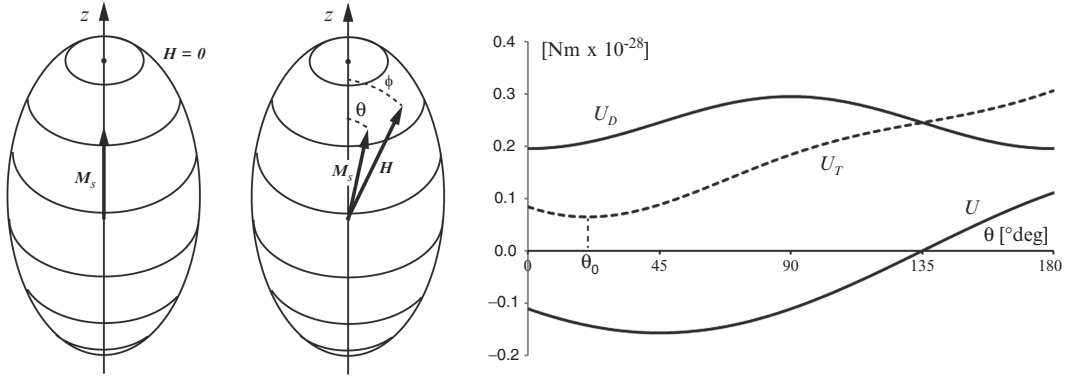 z
H = 0
M_s
z
ϕ
θ
M_s
H
[Nm x 10^-28]
0.4
0.3
0.2
0.1
0.0
−0.1
−0.2
U_D
U_T
U
θ [°deg]
0
θ_0
45
90
135
180